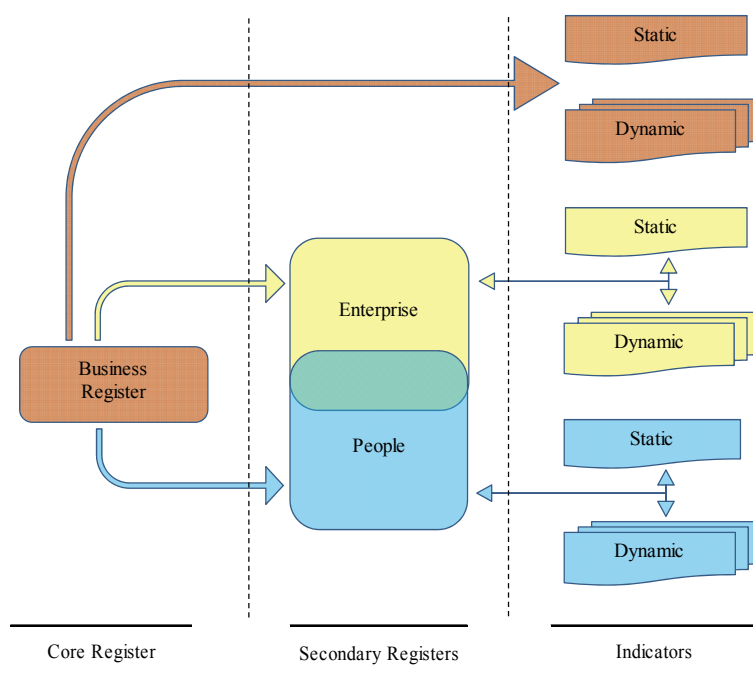 Static
Dynamic
Static
Enterprise
Dynamic
Business
Register
People
Static
Dynamic
Core Register
Secondary Registers
Indicators